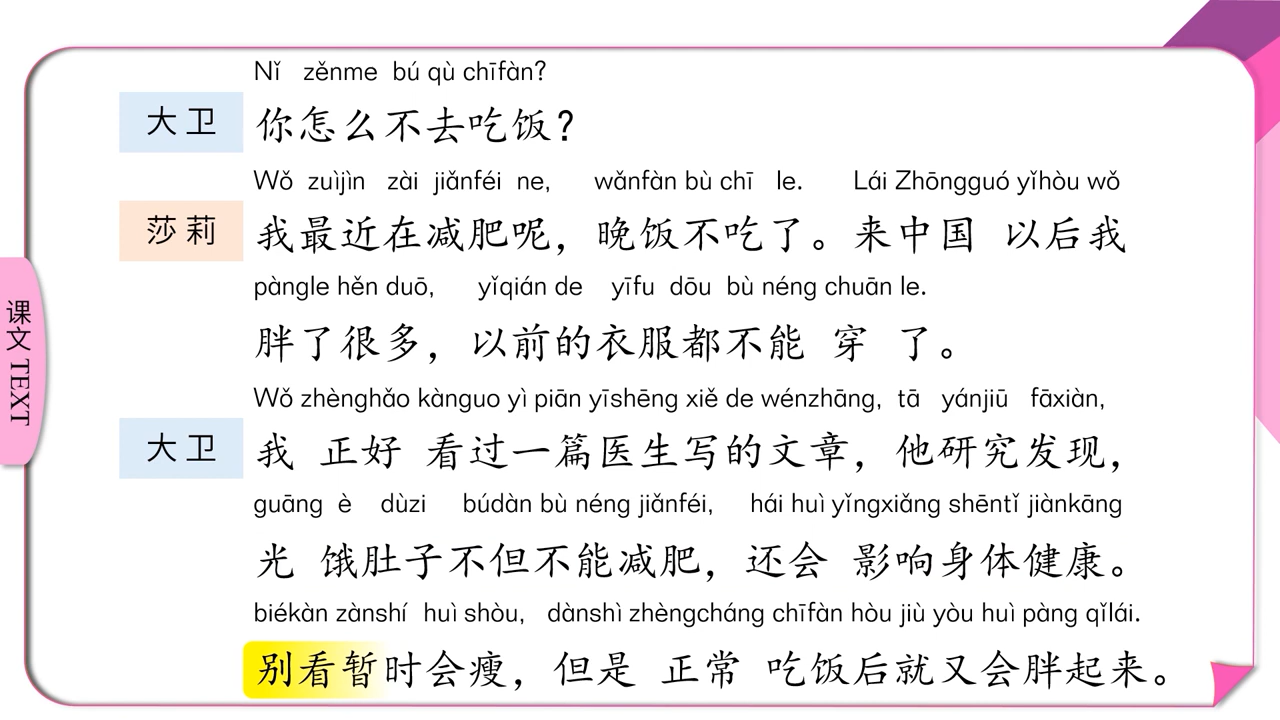 Nǐ zěnme bú qù chīfàn?
大卫 你怎么不去吃饭？
Wǒ zuìjìn zài jiǎnféi ne, wǎnfàn bù chī le. Lái Zhōngguó yǐhòu wǒ
莎莉 我最近在减肥呢，晚饭不吃了。来中国 以后我
pàngle hěn duō, yǐqián de yīfu dōu bù néng chuān le.
胖了很多，以前的衣服都不能 穿 了。
Wǒ zhènghǎo kànguo yì piān yīshēng xiě de wénzhāng, tā yánjiū fāxiàn,
大卫 我 正好 看过一篇医生写的文章，他研究发现，
guāng è dùzi búdàn bù néng jiǎnféi, hái huì yǐngxiǎng shēntǐ jiànkāng
光 饿肚子不但不能减肥，还会 影响身体健康。
biékàn zànshí huì shòu, dànshì zhèngcháng chīfàn hòu jiù yòu huì pàng qǐlái.
别看暂时会瘦，但是 正常 吃饭后就又会胖起来。
课文 TEXT